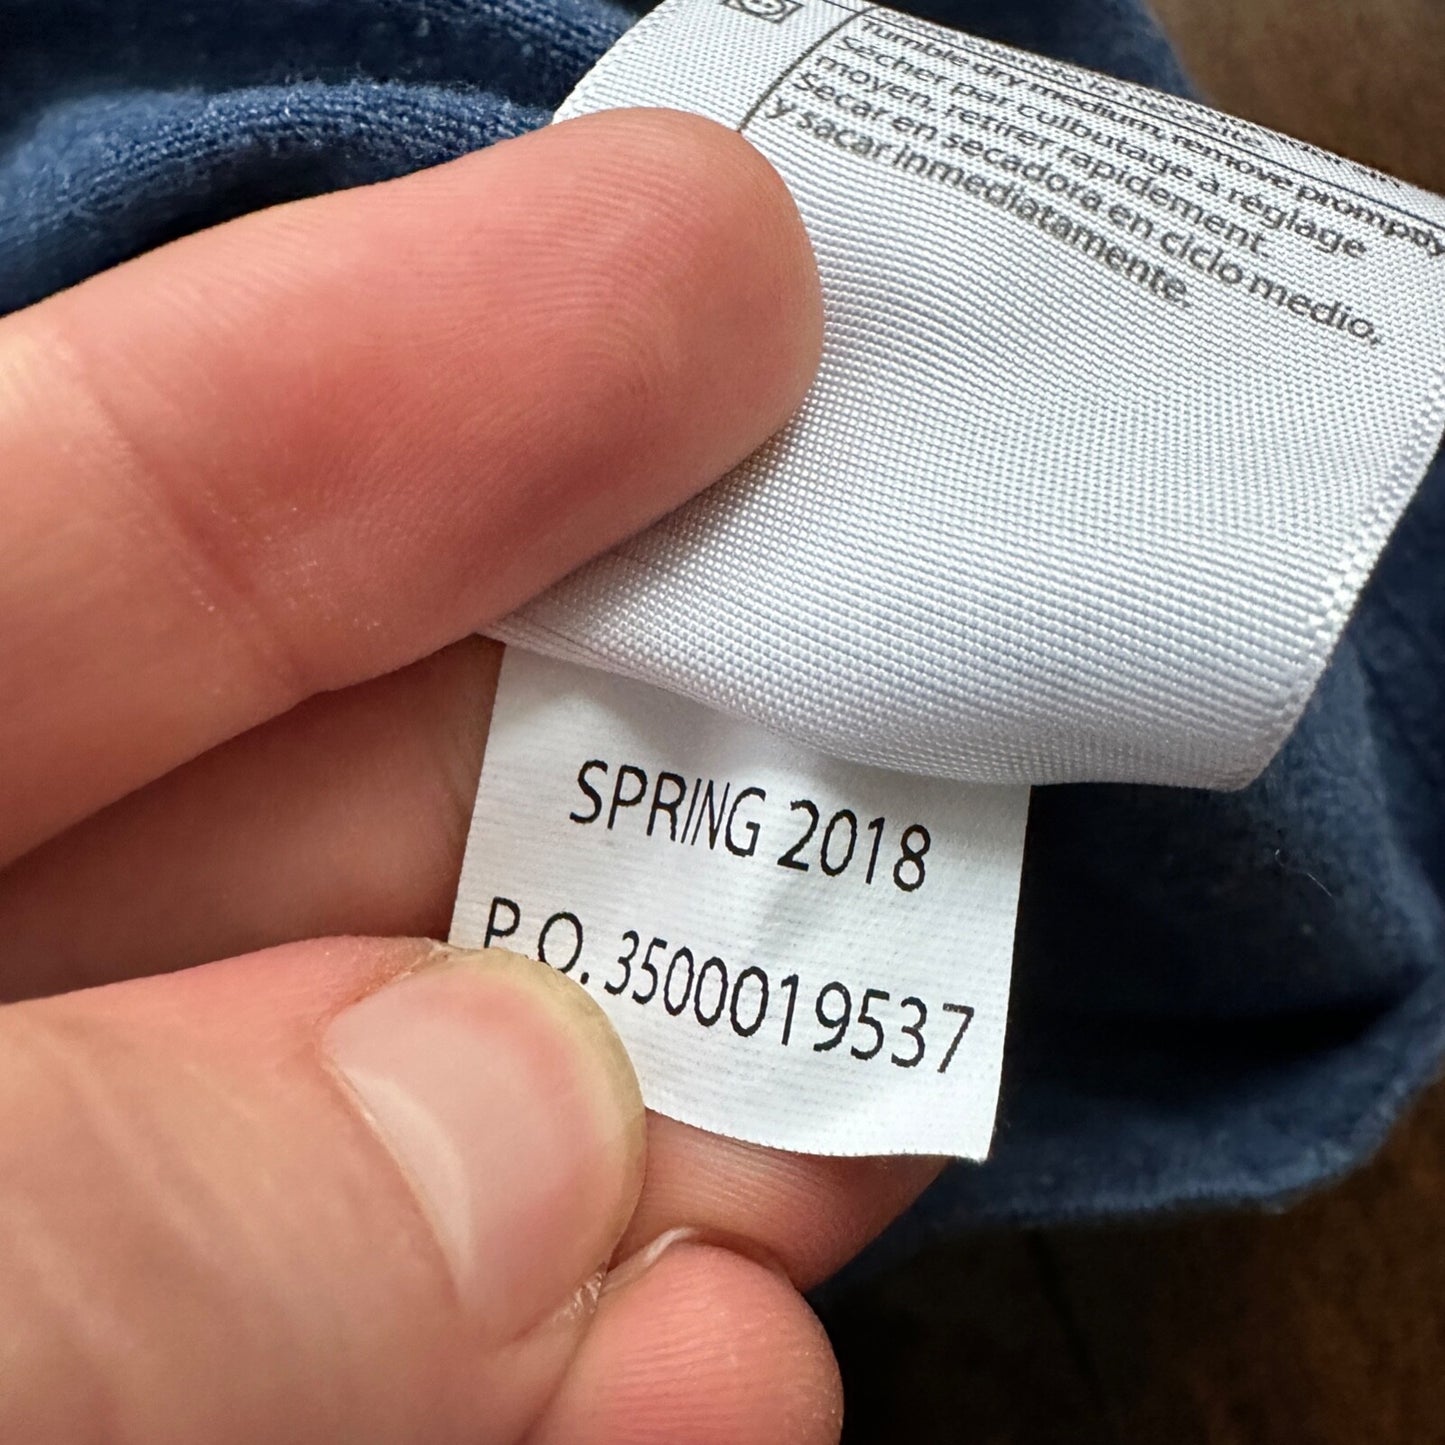 Tumble dry medium, remove promptly
Sécher par culbutage à réglage
moyen, retirer rapidement.
Secar en secadora en ciclo medio,
y sacar inmediatamente.
SPRING 2018
P.O. 3500019537